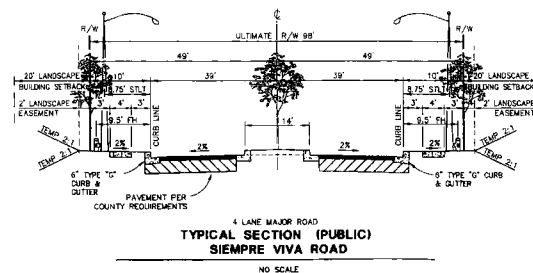 ℄
R/W
R/W
ULTIMATE R/W 98'
49'
49'
20' LANDSCAPE
BUILDING SETBACK
10'
39'
39'
10'
20' LANDSCAPE
BUILDING SETBACK
8.75' STLT
8.75' STLT
2' LANDSCAPE
EASEMENT
3'
4'
3'
3'
4'
3'
2' LANDSCAPE
EASEMENT
9.5' FH
9.5' FH
CURB LINE
CURB LINE
14'
TEMP 2:1
TEMP 2:1
TEMP 2:1
TEMP 2:1
2%
2%
2%
2%
6" TYPE "G"
CURB &
GUTTER
6" TYPE "G" CURB
& GUTTER
PAVEMENT PER
COUNTY REQUIREMENTS
4 LANE MAJOR ROAD
TYPICAL SECTION (PUBLIC)
SIEMPRE VIVA ROAD
NO SCALE